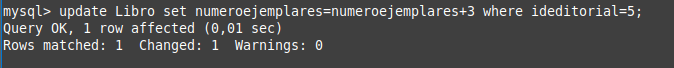 mysql> update Libro set numeroejemplares=numeroejemplares+3 where ideditorial=5;
Query OK, 1 row affected (0,01 sec)
Rows matched: 1  Changed: 1  Warnings: 0